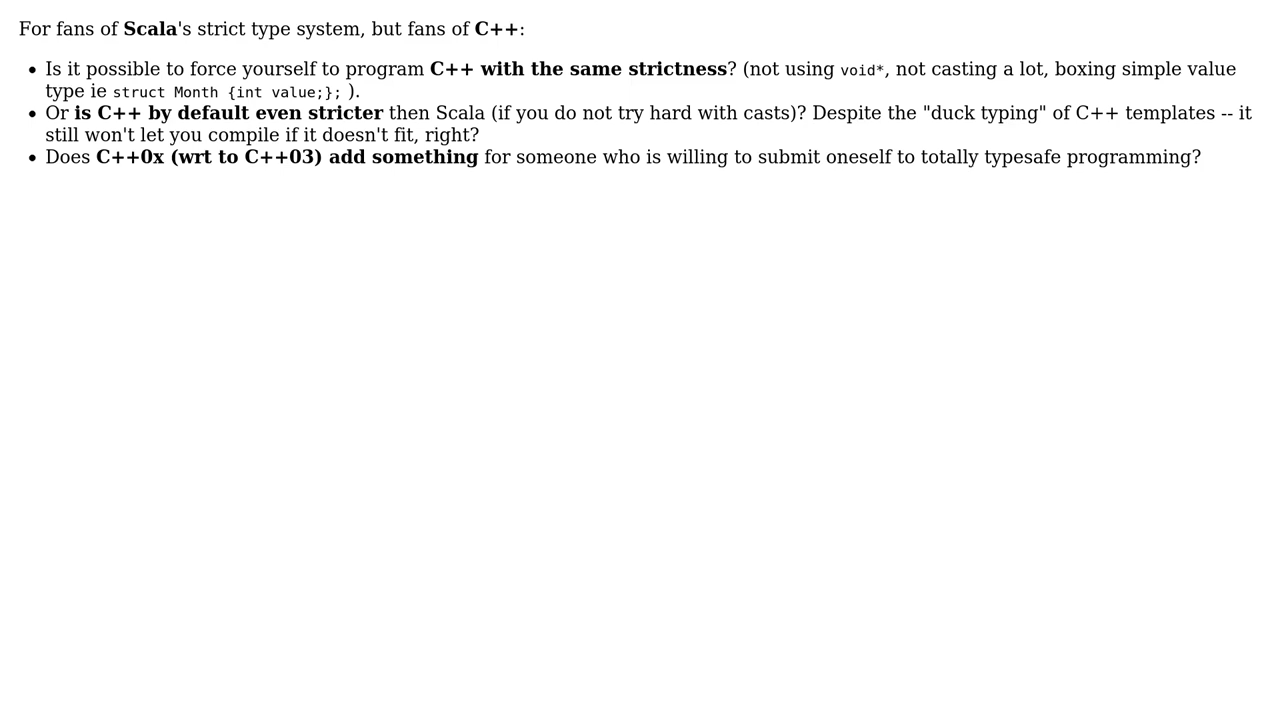 For fans of Scala's strict type system, but fans of C++:
• Is it possible to force yourself to program C++ with the same strictness? (not using void*, not casting a lot, boxing simple value
type ie struct Month {int value;}; ).
• Or is C++ by default even stricter then Scala (if you do not try hard with casts)? Despite the "duck typing" of C++ templates -- it
still won't let you compile if it doesn't fit, right?
• Does C++0x (wrt to C++03) add something for someone who is willing to submit oneself to totally typesafe programming?